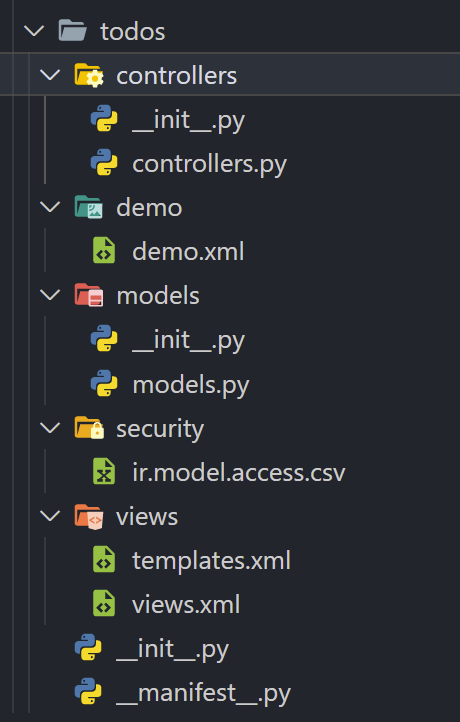 todos
controllers
__init__.py
controllers.py
demo
demo.xml
models
__init__.py
models.py
security
ir.model.access.csv
views
templates.xml
views.xml
__init__.py
__manifest__.py